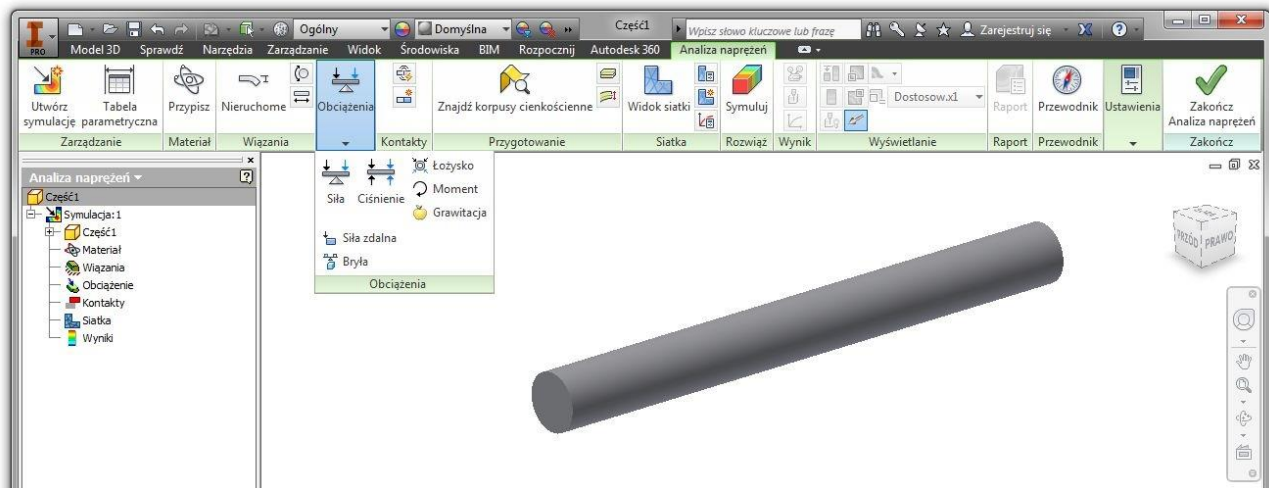 PRO
Ogólny
Domyślna
Część1
Wpisz słowo kluczowe lub frazę
Zarejestruj się
Model 3D Sprawdź Narzędzia Zarządzanie Widok Środowiska BIM Rozpocznij Autodesk 360 Analiza naprężeń
Utwórz symulację
Tabela parametryczna
Przypisz
Nieruchome
Obciążenia
Znajdź korpusy cienkościenne
Widok siatki
Symuluj
Dostosow.x1
Raport
Przewodnik
Ustawienia
Zakończ Analiza naprężeń
Zarządzanie Materiał Wiązania Kontakty Przygotowanie Siatka Rozwiąż Wynik Wyświetlanie Raport Przewodnik Zakończ
Siła
Ciśnienie
Łożysko
Moment
Grawitacja
Siła zdalna
Bryła
Obciążenia
Analiza naprężeń
Część1
Symulacja:1
Część1
Materiał
Wiązania
Obciążenie
Kontakty
Siatka
Wyniki
PRZÓD
PRAWO